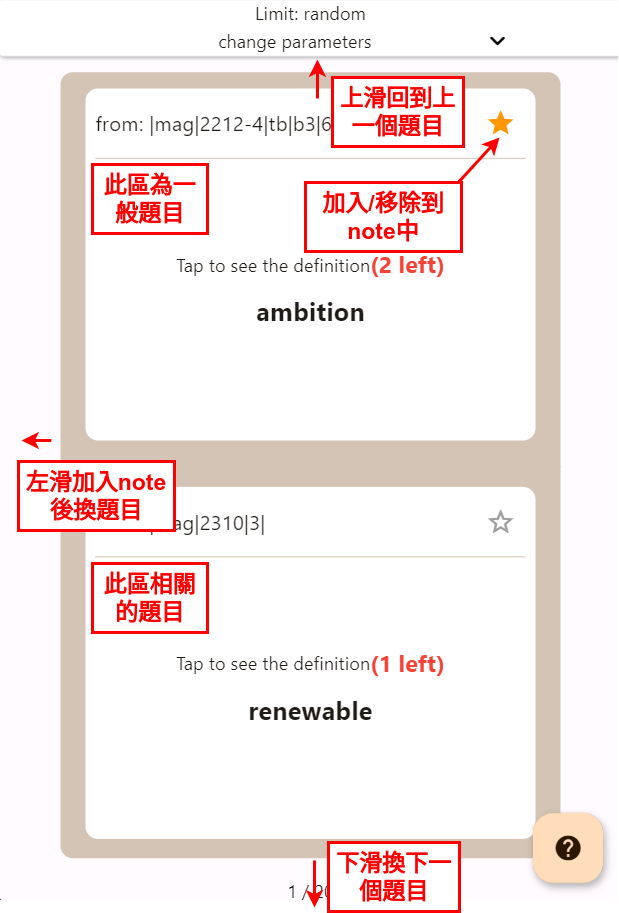 Limit: random
change parameters
上滑回到上
一個題目
from: |mag|2212-4|tb|b3|6
此區為一
般題目
加入/移除到
note中
Tap to see the definition(2 left)
ambition
左滑加入note
後換題目
ag|2310|3|
此區相關
的題目
Tap to see the definition(1 left)
renewable
下滑換下一
個題目
1 / 20